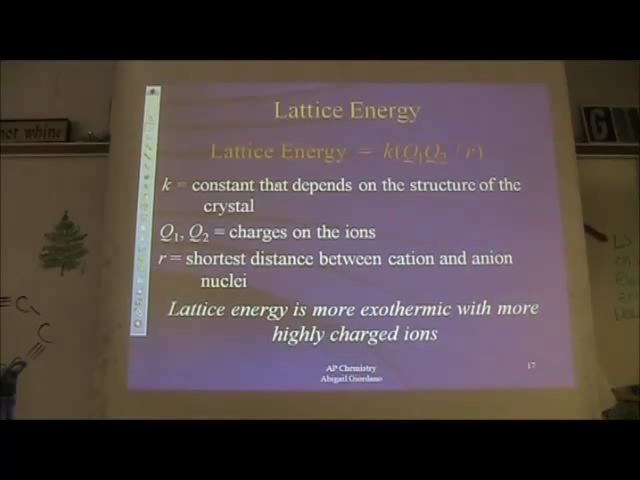 Lattice Energy
not whine
Lattice Energy = k(Q₁Q₂ / r)
k = constant that depends on the structure of the
crystal
Q₁, Q₂ = charges on the ions
r = shortest distance between cation and anion
nuclei
Lattice energy is more exothermic with more
highly charged ions
AP Chemistry
Abigail Giordano
17